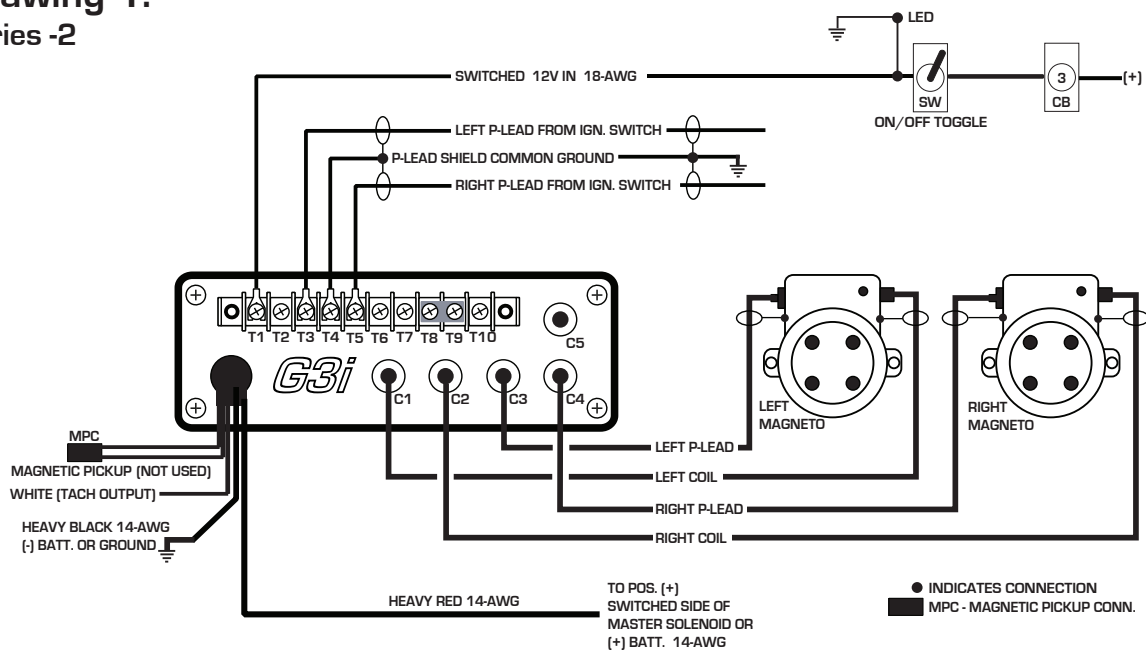 ries -2
LED
SWITCHED 12V IN 18-AWG
3
(+)
SW
CB
ON/OFF TOGGLE
LEFT P-LEAD FROM IGN. SWITCH
P-LEAD SHIELD COMMON GROUND
RIGHT P-LEAD FROM IGN. SWITCH
T1 T2 T3 T4 T5 T6 T7 T8 T9 T10
C5
G3i
C1
C2
C3
C4
LEFT
MAGNETO
RIGHT
MAGNETO
MPC
MAGNETIC PICKUP (NOT USED)
WHITE (TACH OUTPUT)
HEAVY BLACK 14-AWG
(-) BATT. OR GROUND
LEFT P-LEAD
LEFT COIL
RIGHT P-LEAD
RIGHT COIL
HEAVY RED 14-AWG
TO POS. (+)
SWITCHED SIDE OF
MASTER SOLENOID OR
(+) BATT. 14-AWG
INDICATES CONNECTION
MPC - MAGNETIC PICKUP CONN.